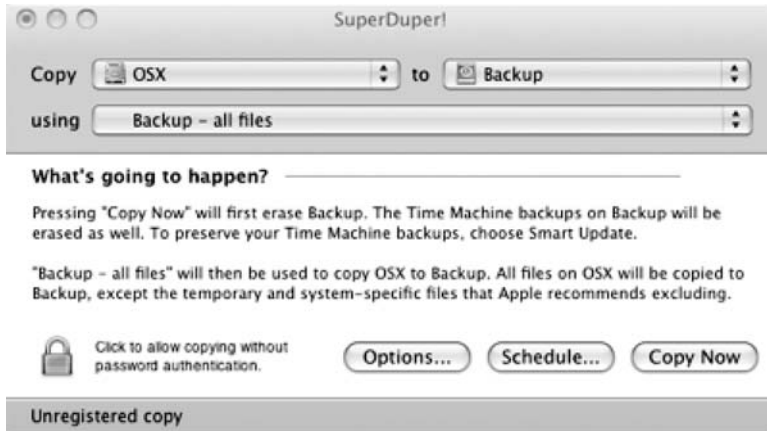 SuperDuper!
Copy OSX to Backup
using Backup - all files
What's going to happen?
Pressing "Copy Now" will first erase Backup. The Time Machine backups on Backup will be
erased as well. To preserve your Time Machine backups, choose Smart Update.
"Backup - all files" will then be used to copy OSX to Backup. All files on OSX will be copied to
Backup, except the temporary and system-specific files that Apple recommends excluding.
Click to allow copying without
password authentication.
Options... Schedule... Copy Now
Unregistered copy